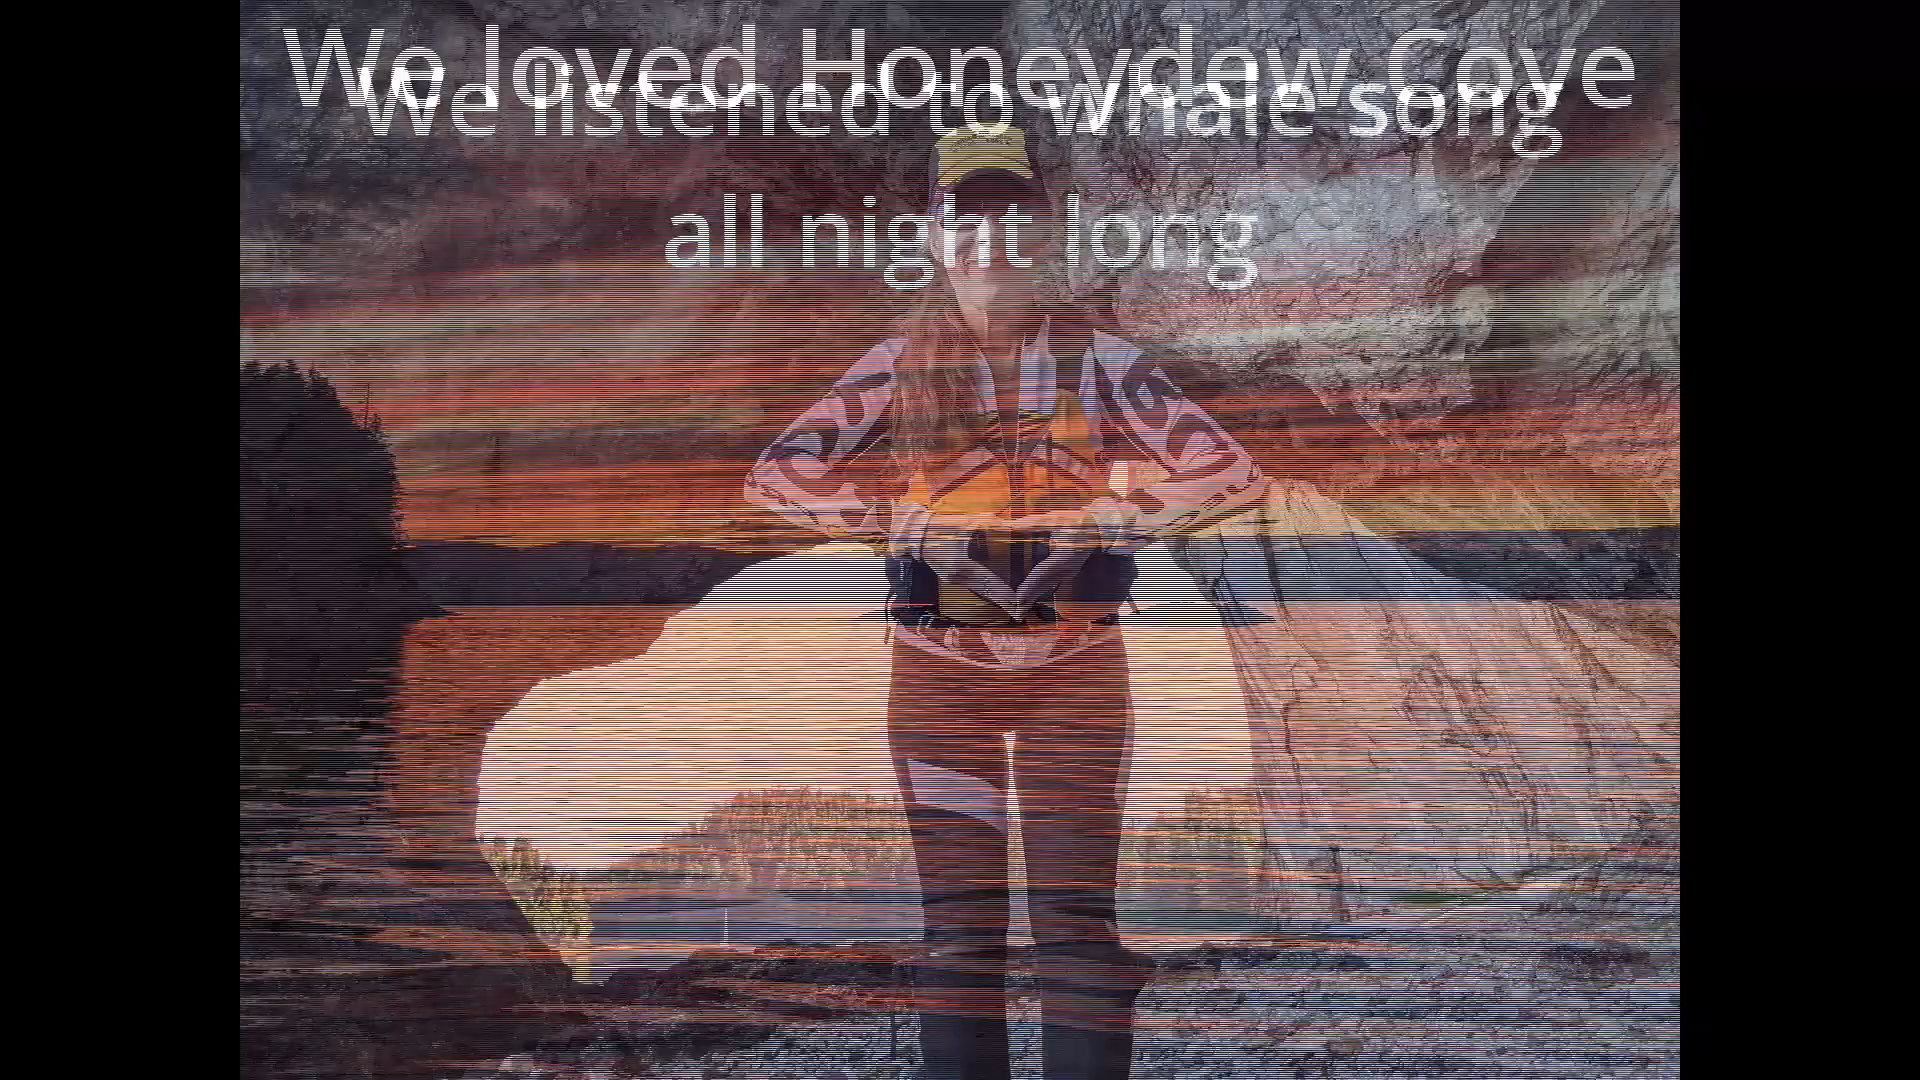 We loved Honeydew Cove
We listened to whale song
all night long